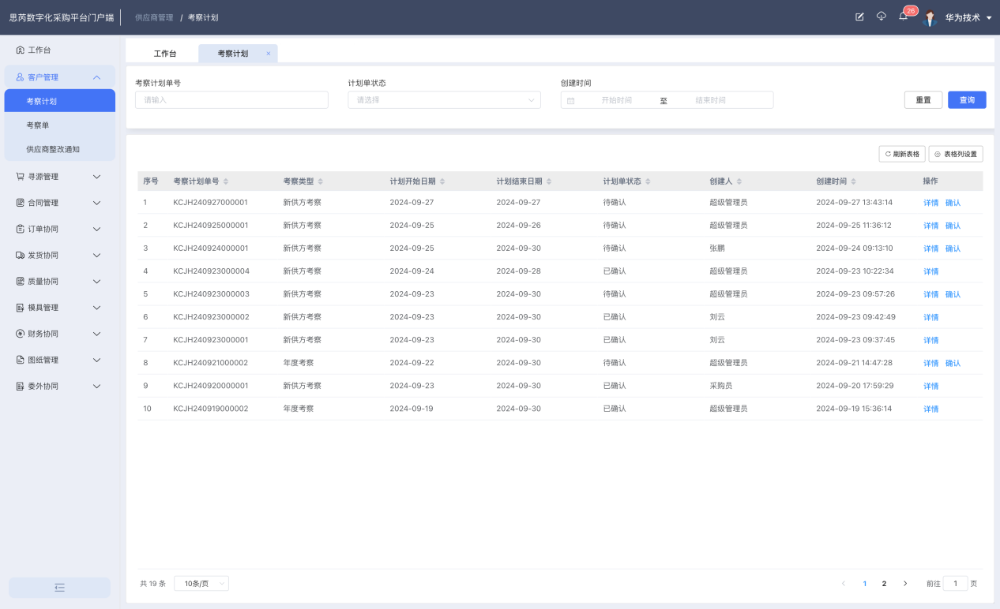 思芮数字化采购平台门户端 供应商管理 / 考察计划 26 华为技术
工作台
客户管理
考察计划
考察单
供应商整改通知
寻源管理
合同管理
订单协同
发货协同
质量协同
模具管理
财务协同
图纸管理
委外协同
工作台 考察计划 ×
考察计划单号 计划单状态 创建时间
请输入 请选择 开始时间 至 结束时间 重置 查询
刷新表格 表格列设置
序号 考察计划单号 考察类型 计划开始日期 计划结束日期 计划单状态 创建人 创建时间 操作
1 KCJH240927000001 新供方考察 2024-09-27 2024-09-27 待确认 超级管理员 2024-09-27 13:43:14 详情 确认
2 KCJH240925000001 新供方考察 2024-09-25 2024-09-26 待确认 超级管理员 2024-09-25 11:36:12 详情 确认
3 KCJH240924000001 新供方考察 2024-09-25 2024-09-30 待确认 张鹏 2024-09-24 09:13:10 详情 确认
4 KCJH240923000004 新供方考察 2024-09-24 2024-09-28 已确认 超级管理员 2024-09-23 10:22:34 详情
5 KCJH240923000003 新供方考察 2024-09-23 2024-09-30 待确认 超级管理员 2024-09-23 09:57:26 详情 确认
6 KCJH240923000002 新供方考察 2024-09-23 2024-09-30 已确认 刘云 2024-09-23 09:42:49 详情
7 KCJH240923000001 新供方考察 2024-09-23 2024-09-30 已确认 刘云 2024-09-23 09:37:45 详情
8 KCJH240921000002 年度考察 2024-09-22 2024-09-30 待确认 超级管理员 2024-09-21 14:47:28 详情 确认
9 KCJH240920000001 新供方考察 2024-09-23 2024-09-30 已确认 采购员 2024-09-20 17:59:29 详情
10 KCJH240919000002 年度考察 2024-09-19 2024-09-30 已确认 超级管理员 2024-09-19 15:36:14 详情
共 19 条 10条/页 1 2 前往 1 页